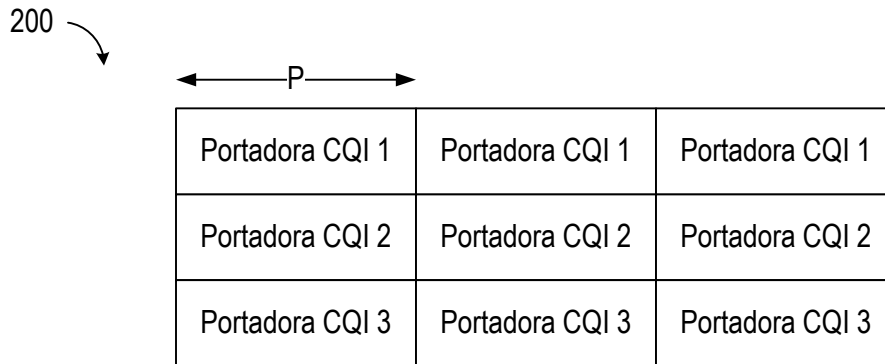 200
P
Portadora CQI 1 Portadora CQI 1 Portadora CQI 1
Portadora CQI 2 Portadora CQI 2 Portadora CQI 2
Portadora CQI 3 Portadora CQI 3 Portadora CQI 3